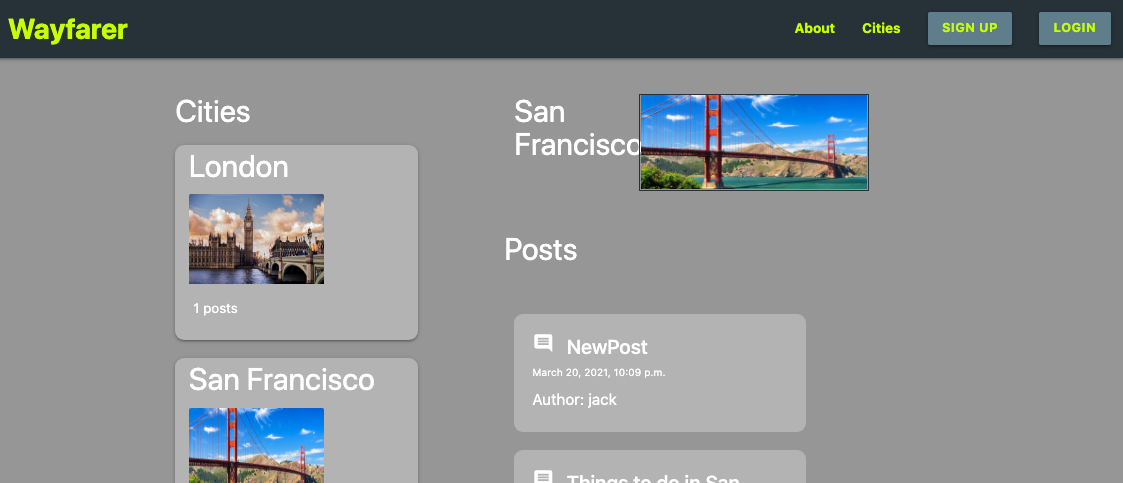 Wayfarer
About
Cities
SIGN UP
LOGIN
Cities
London
1 posts
San Francisco
San
Francisco
Posts
NewPost
March 20, 2021, 10:09 p.m.
Author: jack
Things to do in San